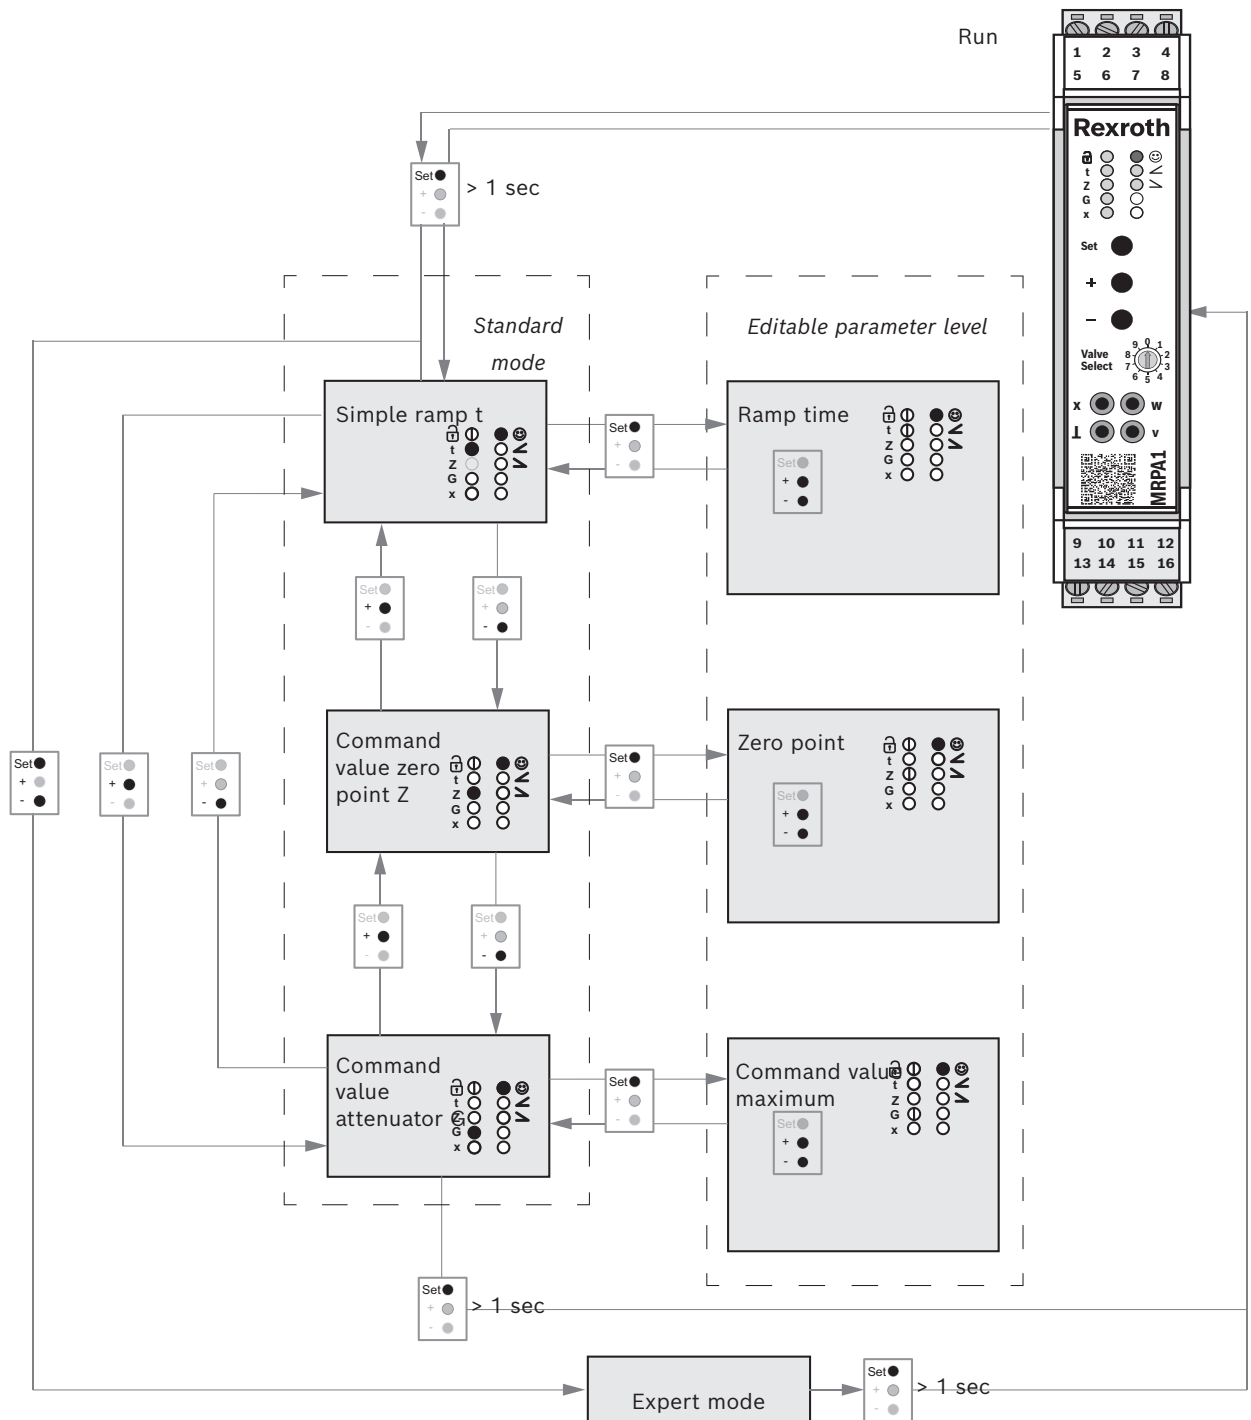 Run
1 2 3 4
5 6 7 8
Rexroth
t
Z
G
x
Set
+
−
Valve
Select
0 1 2 3 4 5 6 7 8 9
x w
⊥ v
MRPA1
9 10 11 12
13 14 15 16
Set
+
-
> 1 sec
Standard
mode
Editable parameter level
Simple ramp t
t
Z
G
x
Set
+
-
Ramp time
t
Z
G
x
Set
+
-
Set
+
-
Set
+
-
Set
+
-
Set
+
-
Set
+
-
Command
value zero
point Z
t
Z
G
x
Set
+
-
Zero point
t
Z
G
x
Set
+
-
Set
+
-
Set
+
-
Command
value
attenuator G
t
Z
G
x
Set
+
-
Command value
maximum
t
Z
G
x
Set
+
-
Set
+
-
> 1 sec
Expert mode
Set
+
-
> 1 sec